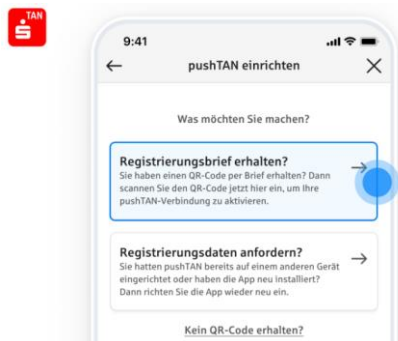 TAN
S
9:41
pushTAN einrichten
Was möchten Sie machen?
Registrierungsbrief erhalten?
Sie haben einen QR-Code per Brief erhalten? Dann
scannen Sie den QR-Code jetzt hier ein, um Ihre
pushTAN-Verbindung zu aktivieren.
Registrierungsdaten anfordern?
Sie hatten pushTAN bereits auf einem anderen Gerät
eingerichtet oder haben die App neu installiert?
Dann richten Sie die App wieder neu ein.
Kein QR-Code erhalten?